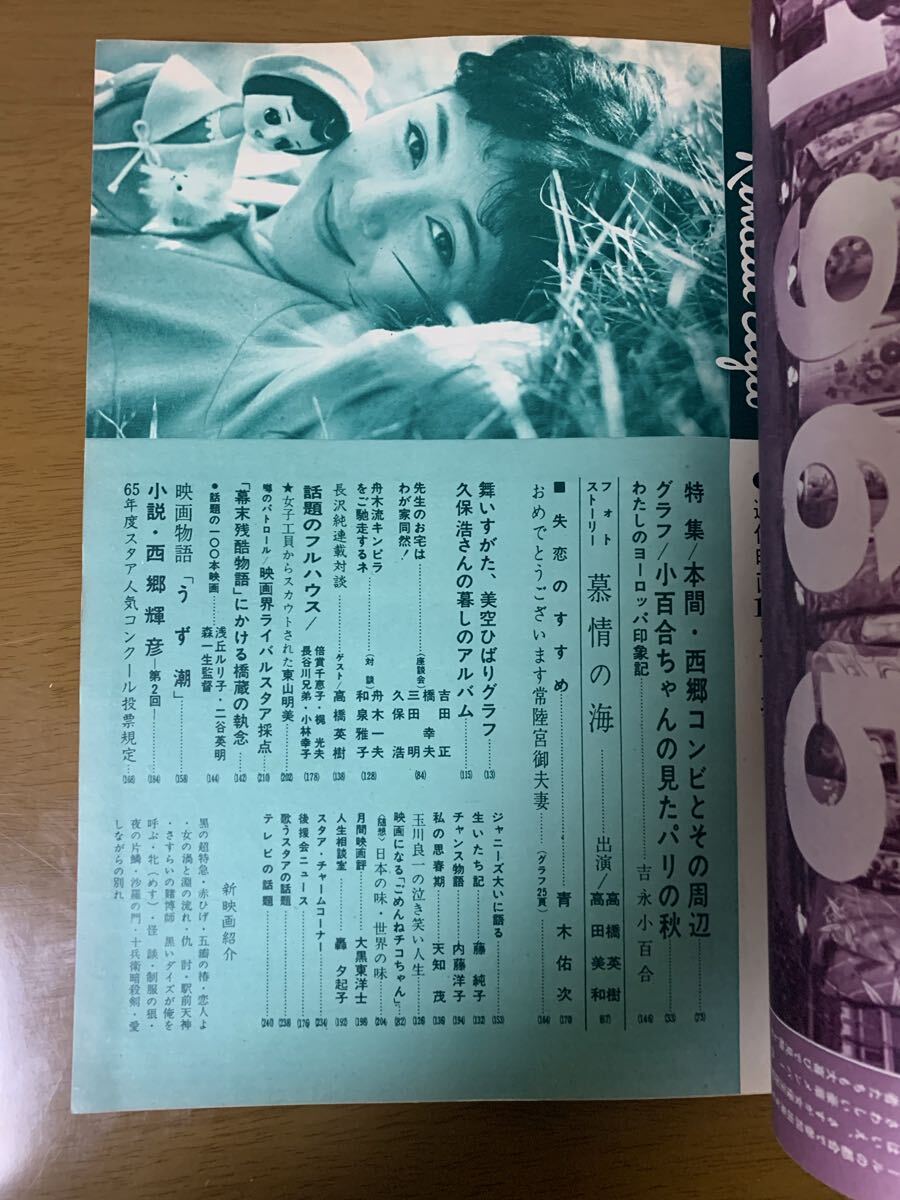 特 集/本間・西郷コンビとその周辺……(73)
グラフ/小百合ちゃんの見たパリの秋……(33)
わたしのヨーロッパ印象記……吉 永 小 百 合……(146)
フ ォ ト
ストーリー
慕 情 の 海……出演/
高 橋 英 樹
高 田 美 和
(67)
■失 恋 の す す め……青 木 佑 次……(170)
おめでとうございます常陸宮御夫妻……(グラフ25頁)……(164)
舞いすがた、美空ひばりグラフ……(13)
久保浩さんの暮しのアルバム……(115)
先生のお宅は
わが家同然!
(座談会)
吉 田 正
橋 幸 夫
三 田 明
久 保 浩
(84)
舟木流キンピラ
をご馳走するネ……(対 談)
舟 木 一 夫
和 泉 雅 子
(128)
長沢純連載対談……ゲスト/高 橋 英 樹……(138)
話題のフルハウス/
倍賞千恵子・梶 光夫
長谷川兄弟・小林幸子
(178)
★女子工員からスカウトされた東山明美……(202)
噂のパトロール/映画界ライバルスタア採点……(210)
「幕末残酷物語」にかける橋蔵の執念……(142)
●話題の一〇〇本映画……
浅丘ルリ子・二谷英明
森 一 生 監督
(144)
映画物語「う ず 潮」……(158)
小説・西 郷 輝 彦—第2回—……(184)
65年度スタア人気コンクール投票規定……(166)
ジャニーズ大いに語る……(153)
生いたち記……藤 純 子……(132)
チャンス物語……内 藤 洋 子……(194)
私の思春期……天 知 茂……(136)
玉川良一の泣き笑い人生……(126)
映画になる「ごめんねチコちゃん」……(82)
(随想)日本の味・世界の味……(204)
月間映画評……大黒東洋士……(198)
人生相談室……轟 夕起子……(192)
スタア・チャームコーナー……(234)
後援会ニュース……(176)
歌うスタアの話題……(238)
テレビの話題……(240)
新映画紹介
黒の超特急・赤ひげ・五瓣の椿・恋人よ
・女の渦と淵の流れ・仇 討・駅前天神
・さすらいの賭博師・黒いダイスが俺を
呼ぶ・牝(めす)・怪 談・制服の狼・
夜の片鱗・沙羅の門・十兵衛暗殺剣・愛
しながらの別れ